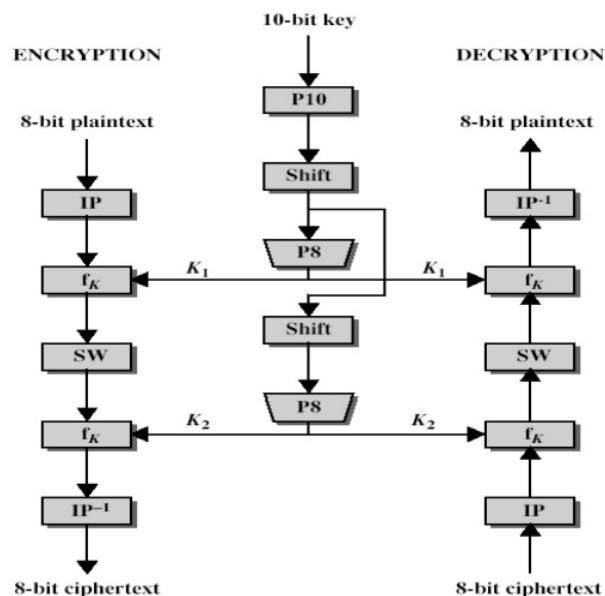 10-bit key
ENCRYPTION
DECRYPTION
P10
8-bit plaintext
8-bit plaintext
Shift
IP
IP-1
P8
fK
K1
K1
fK
Shift
SW
SW
P8
fK
K2
K2
fK
IP–1
IP
8-bit ciphertext
8-bit ciphertext